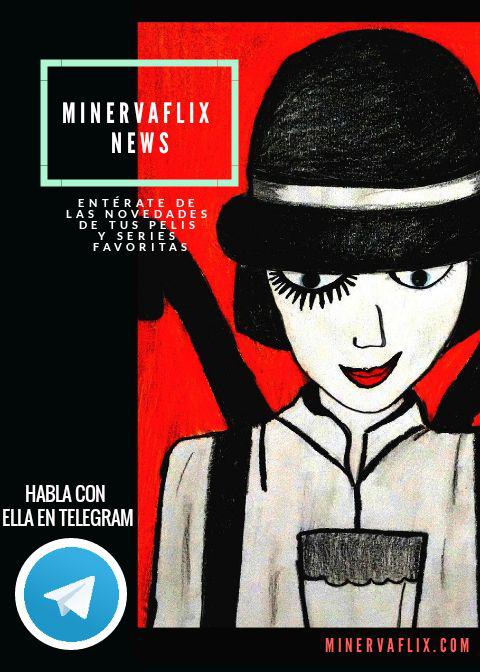 MINERVAFLIX
NEWS
ENTÉRATE DE
LAS NOVEDADES
DE TUS PELIS
Y SERIES
FAVORITAS
HABLA CON
ELLA EN TELEGRAM
MINERVAFLIX.COM